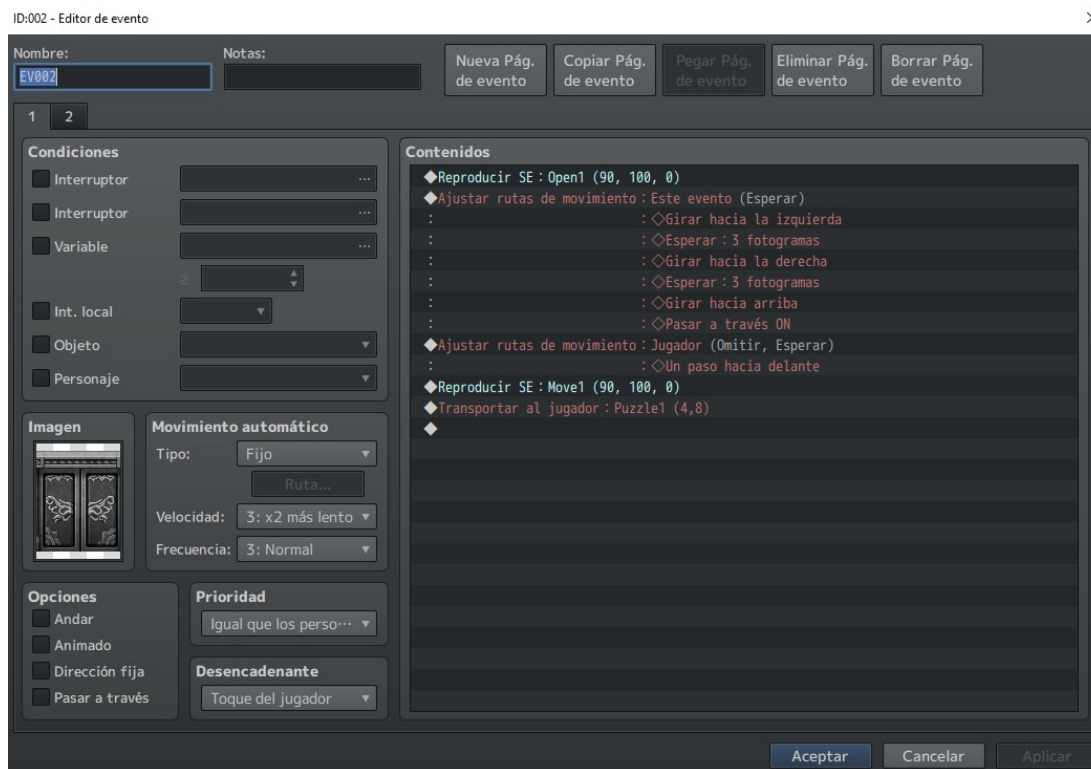 ID:002 - Editor de evento
Nombre:
Notas:
EV002
Nueva Pág.
de evento
Copiar Pág.
de evento
Pegar Pág.
de evento
Eliminar Pág.
de evento
Borrar Pág.
de evento
1
2
Condiciones
Interruptor
...
Interruptor
...
Variable
...
≥
Int. local
Objeto
Personaje
Imagen
Movimiento automático
Tipo:
Fijo
Ruta...
Velocidad:
3: x2 más lento
Frecuencia:
3: Normal
Opciones
Andar
Animado
Dirección fija
Pasar a través
Prioridad
Igual que los perso...
Desencadenante
Toque del jugador
Contenidos
◆Reproducir SE : Open1 (90, 100, 0)
◆Ajustar rutas de movimiento : Este evento (Esperar)
: : ◇Girar hacia la izquierda
: : ◇Esperar : 3 fotogramas
: : ◇Girar hacia la derecha
: : ◇Esperar : 3 fotogramas
: : ◇Girar hacia arriba
: : ◇Pasar a través ON
◆Ajustar rutas de movimiento : Jugador (Omitir, Esperar)
: : ◇Un paso hacia delante
◆Reproducir SE : Move1 (90, 100, 0)
◆Transportar al jugador : Puzzle1 (4,8)
◆
Aceptar
Cancelar
Aplicar